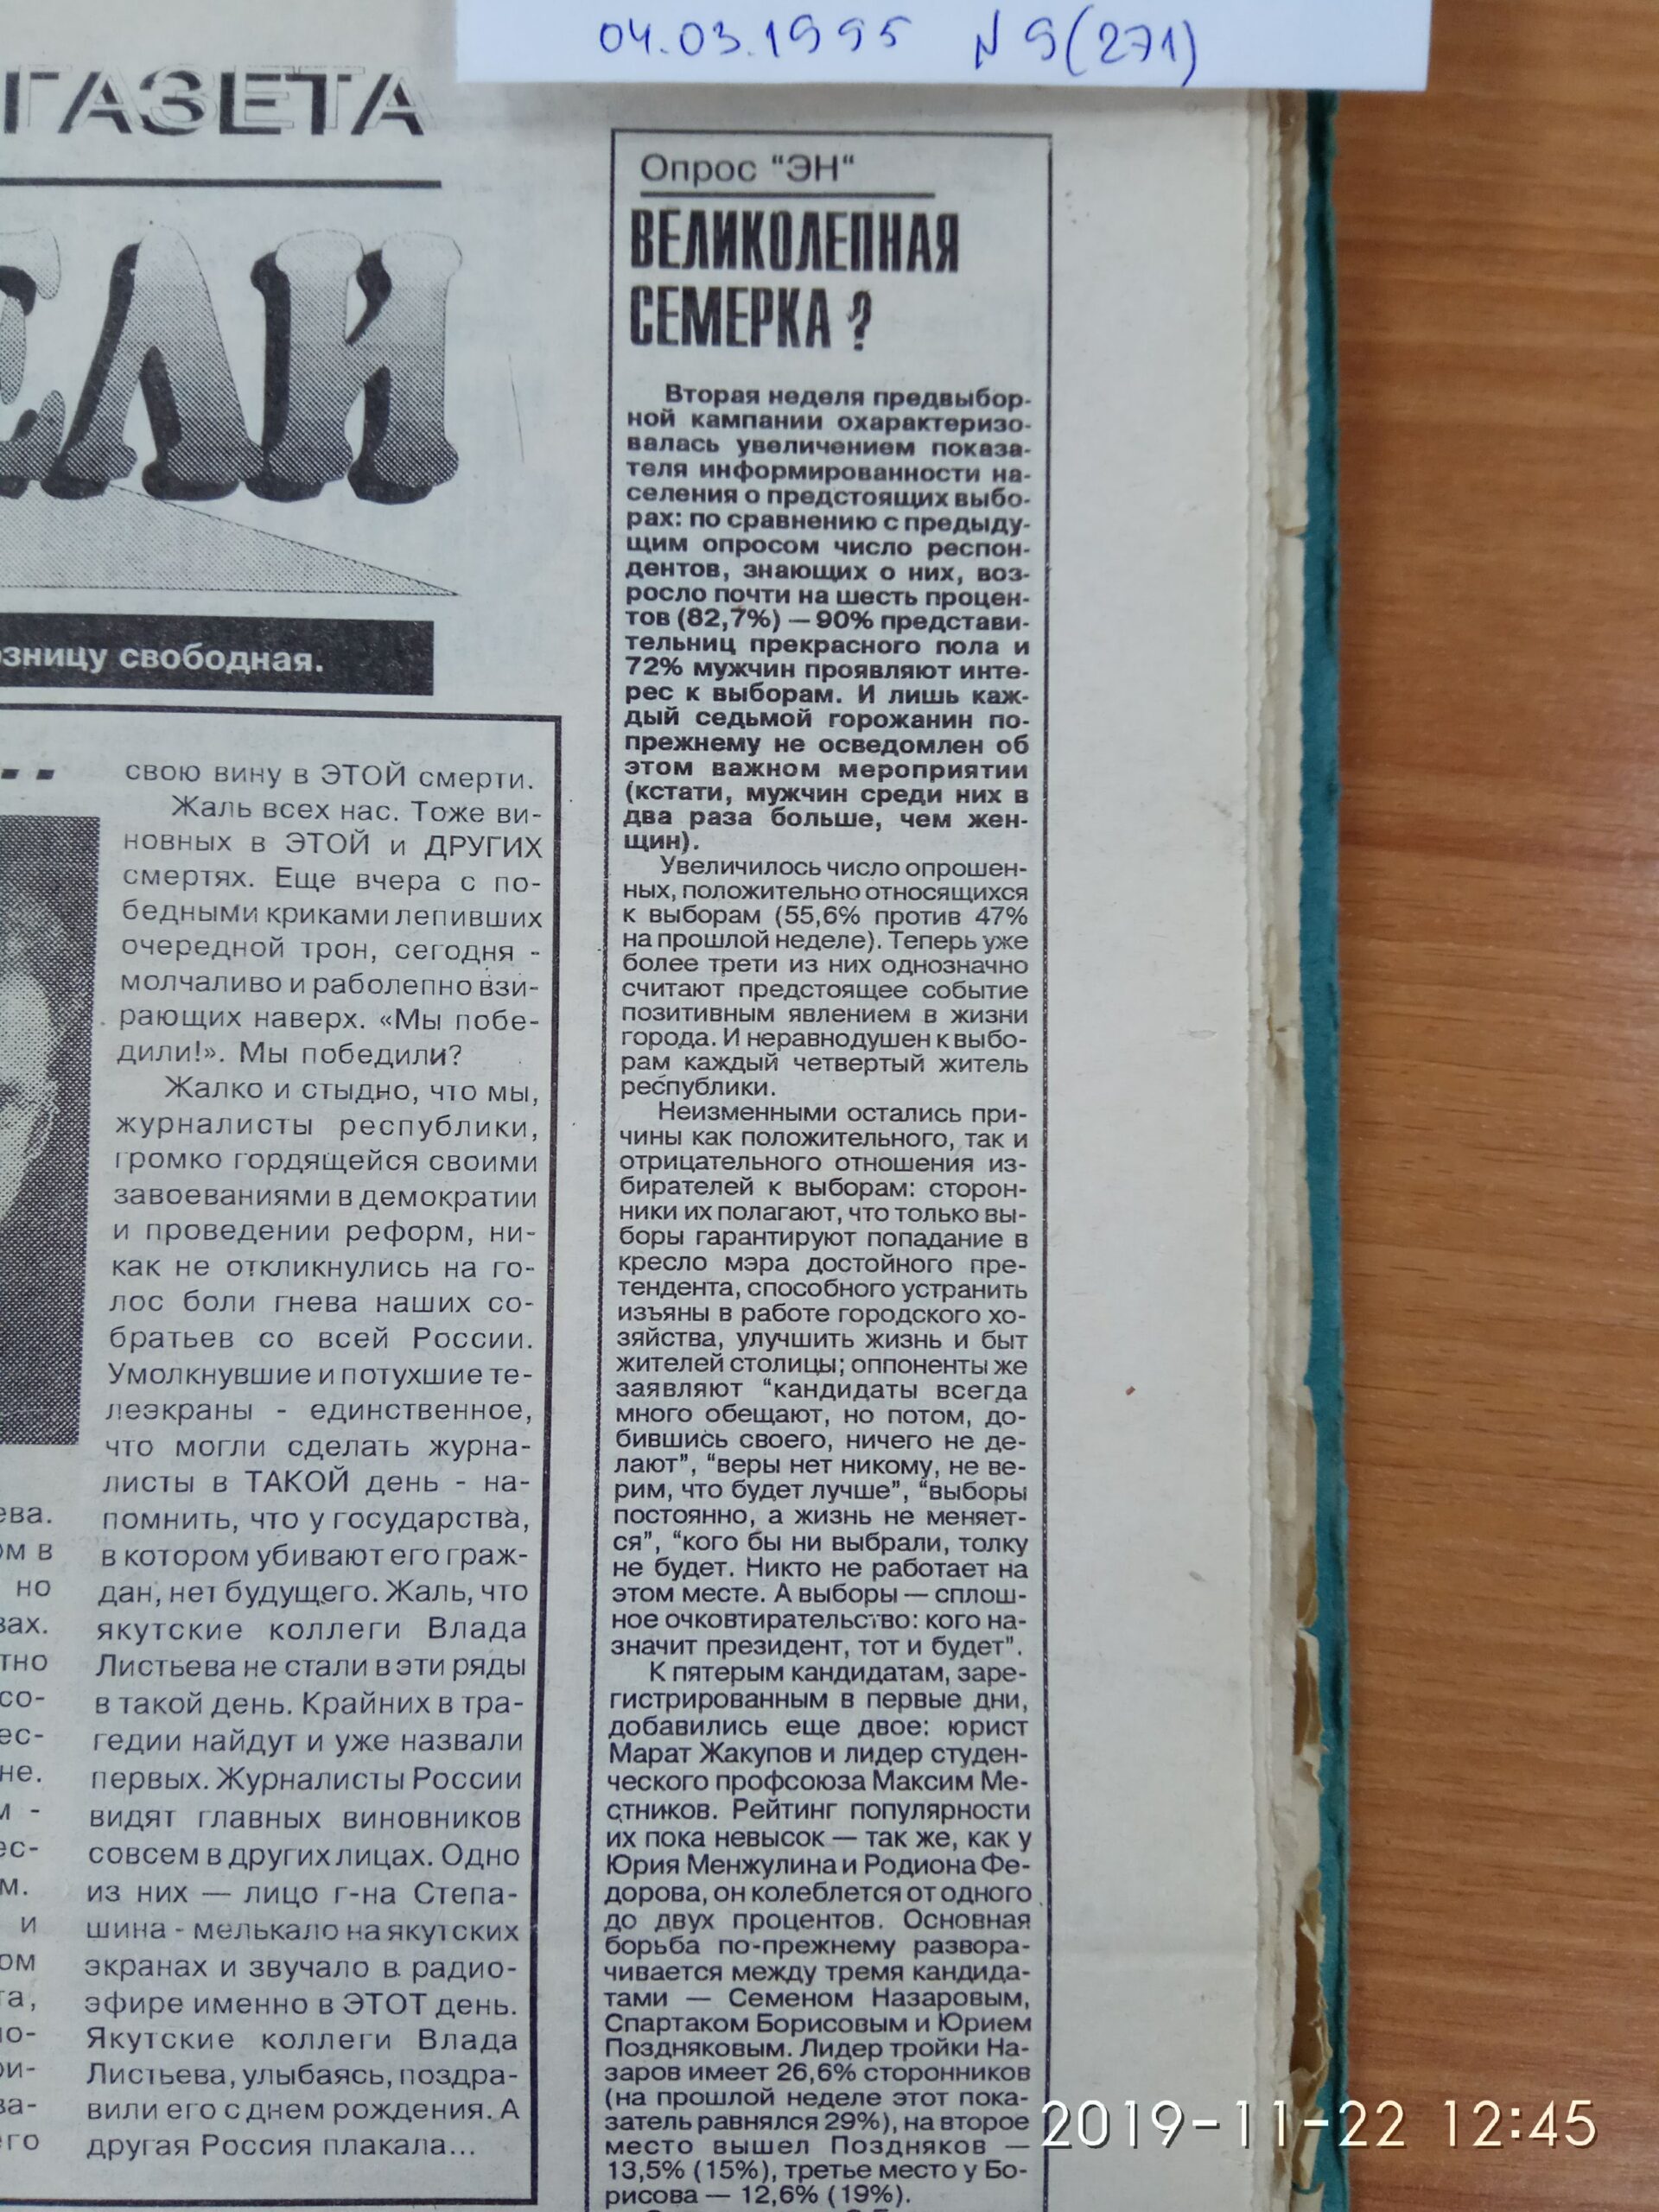 04.03.1995 N 9(271)
ГАЗЕТА
ЕЛИ
зницу свободная.
свою вину в ЭТОЙ смерти.
Жаль всех нас. Тоже ви-
новных в ЭТОЙ и ДРУГИХ
смертях. Еще вчера с по-
бедными криками лепивших
очередной трон, сегодня -
молчаливо и раболепно взи-
рающих наверх. «Мы побе-
дили!». Мы победили?
Жалко и стыдно, что мы,
журналисты республики,
громко гордящейся своими
завоеваниями в демократии
и проведении реформ, ни-
как не откликнулись на го-
лос боли гнева наших со-
братьев со всей России.
Умолкнувшие и потухшие те-
леэкраны - единственное,
что могли сделать журна-
листы в ТАКОЙ день - на-
помнить, что у государства,
в котором убивают его граж-
дан, нет будущего. Жаль, что
якутские коллеги Влада
Листьева не стали в эти ряды
в такой день. Крайних в тра-
гедии найдут и уже назвали
первых. Журналисты России
видят главных виновников
совсем в других лицах. Одно
из них — лицо г-на Степа-
шина - мелькало на якутских
экранах и звучало в радио-
эфире именно в ЭТОТ день.
Якутские коллеги Влада
Листьева, улыбаясь, поздра-
вили его с днем рождения. А
другая Россия плакала...
Опрос “ЭН“
ВЕЛИКОЛЕПНАЯ
СЕМЕРКА ?
Вторая неделя предвыбор-
ной кампании охарактеризо-
валась увеличением показа-
теля информированности на-
селения о предстоящих выбо-
рах: по сравнению с предыду-
щим опросом число респон-
дентов, знающих о них, воз-
росло почти на шесть процен-
тов (82,7%) — 90% представи-
тельниц прекрасного пола и
72% мужчин проявляют инте-
рес к выборам. И лишь каж-
дый седьмой горожанин по-
прежнему не осведомлен об
этом важном мероприятии
(кстати, мужчин среди них в
два раза больше, чем жен-
щин).
Увеличилось число опрошен-
ных, положительно относящихся
к выборам (55,6% против 47%
на прошлой неделе). Теперь уже
более трети из них однозначно
считают предстоящее событие
позитивным явлением в жизни
города. И неравнодушен к выбо-
рам каждый четвертый житель
республики.
Неизменными остались при-
чины как положительного, так и
отрицательного отношения из-
бирателей к выборам: сторон-
ники их полагают, что только вы-
боры гарантируют попадание в
кресло мэра достойного пре-
тендента, способного устранить
изъяны в работе городского хо-
зяйства, улучшить жизнь и быт
жителей столицы; оппоненты же
заявляют “кандидаты всегда
много обещают, но потом, до-
бившись своего, ничего не де-
лают”, “веры нет никому, не ве-
рим, что будет лучше”, “выборы
постоянно, а жизнь не меняет-
ся”, “кого бы ни выбрали, толку
не будет. Никто не работает на
этом месте. А выборы — сплош-
ное очковтирательство: кого на-
значит президент, тот и будет”.
К пятерым кандидатам, заре-
гистрированным в первые дни,
добавились еще двое: юрист
Марат Жакупов и лидер студен-
ческого профсоюза Максим Ме-
стников. Рейтинг популярности
их пока невысок — так же, как у
Юрия Менжулина и Родиона Фе-
дорова, он колеблется от одного
до двух процентов. Основная
борьба по-прежнему развора-
чивается между тремя кандида-
тами — Семеном Назаровым,
Спартаком Борисовым и Юрием
Поздняковым. Лидер тройки На-
заров имеет 26,6% сторонников
(на прошлой неделе этот пока-
затель равнялся 29%), на второе
место вышел Поздняков —
13,5% (15%), третье место у Бо-
рисова — 12,6% (19%).
2019-11-22 12:45